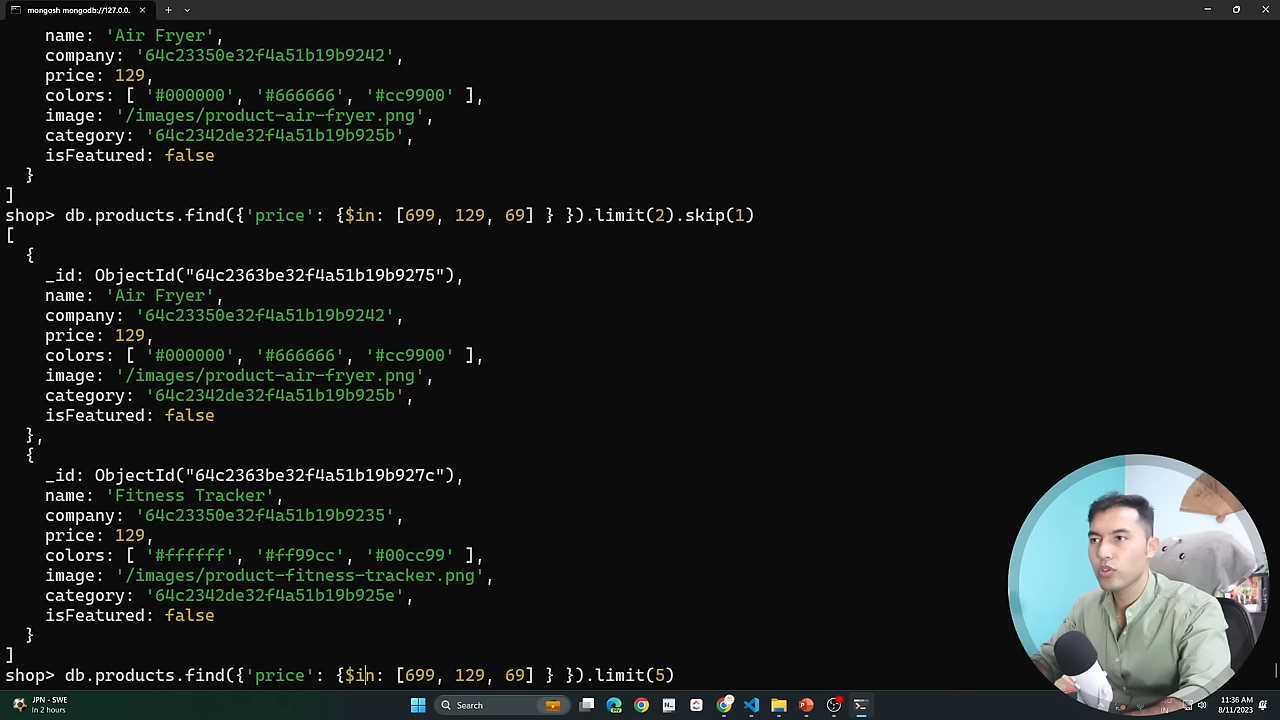 mongosh mongodb://127.0.0.
name: 'Air Fryer',
company: '64c23350e32f4a51b19b9242',
price: 129,
colors: [ '#000000', '#666666', '#cc9900' ],
image: '/images/product-air-fryer.png',
category: '64c2342de32f4a51b19b925b',
isFeatured: false
}
]
shop> db.products.find({'price': {$in: [699, 129, 69] } }).limit(2).skip(1)
[
{
_id: ObjectId("64c2363be32f4a51b19b9275"),
name: 'Air Fryer',
company: '64c23350e32f4a51b19b9242',
price: 129,
colors: [ '#000000', '#666666', '#cc9900' ],
image: '/images/product-air-fryer.png',
category: '64c2342de32f4a51b19b925b',
isFeatured: false
},
{
_id: ObjectId("64c2363be32f4a51b19b927c"),
name: 'Fitness Tracker',
company: '64c23350e32f4a51b19b9235',
price: 129,
colors: [ '#ffffff', '#ff99cc', '#00cc99' ],
image: '/images/product-fitness-tracker.png',
category: '64c2342de32f4a51b19b925e',
isFeatured: false
}
]
shop> db.products.find({'price': {$in: [699, 129, 69] } }).limit(5)
JPN - SWE
In 2 hours
Search
IN
11:36 AM
8/11/2023